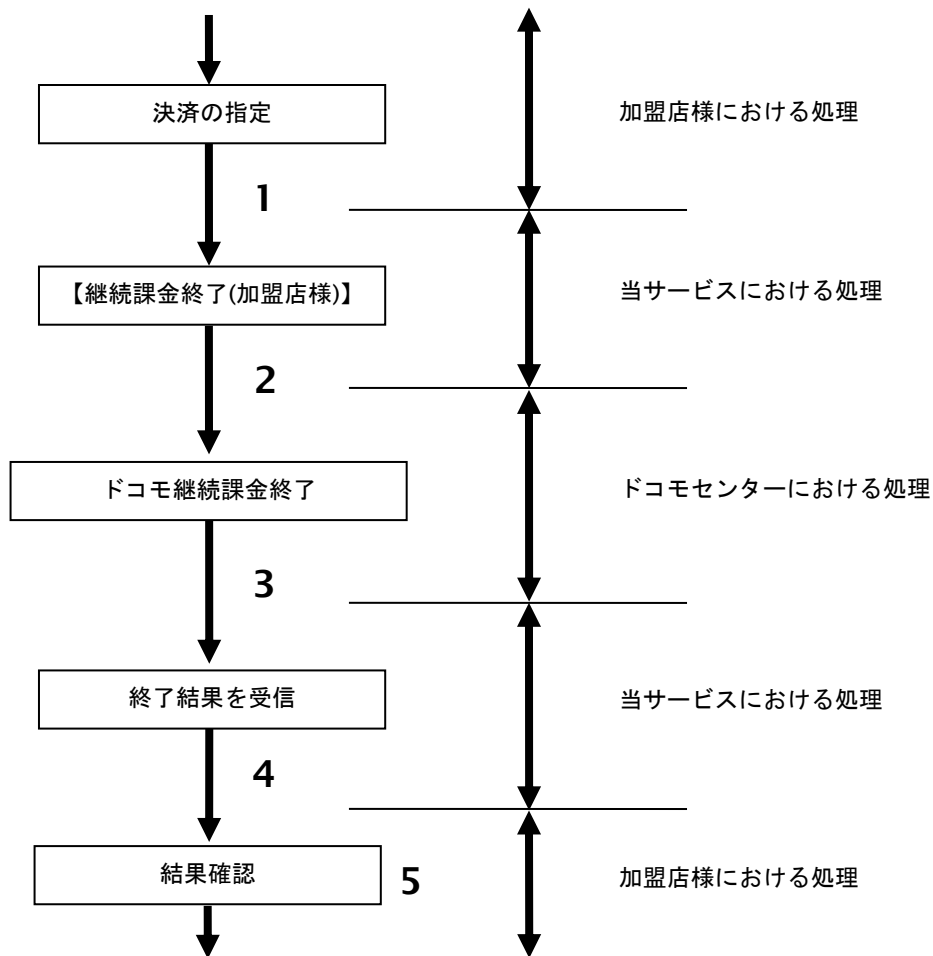 決済の指定
加盟店様における処理
1
【継続課金終了(加盟店様)】
当サービスにおける処理
2
ドコモ継続課金終了
ドコモセンターにおける処理
3
終了結果を受信
当サービスにおける処理
4
結果確認
5
加盟店様における処理